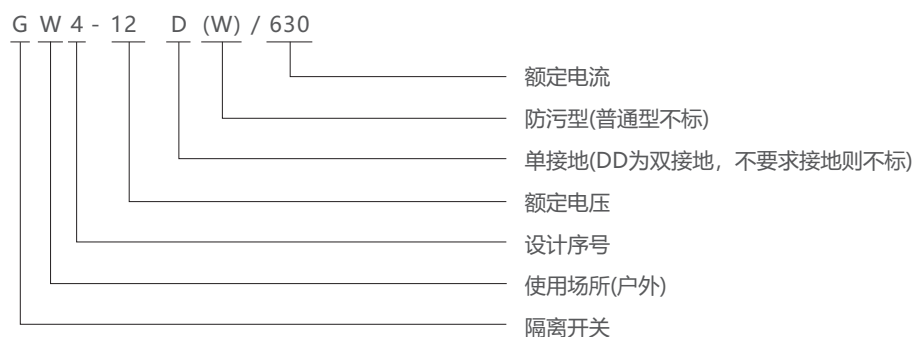 G W 4 - 12 D (W) / 630
额定电流
防污型(普通型不标)
单接地(DD为双接地，不要求接地则不标)
额定电压
设计序号
使用场所(户外)
隔离开关